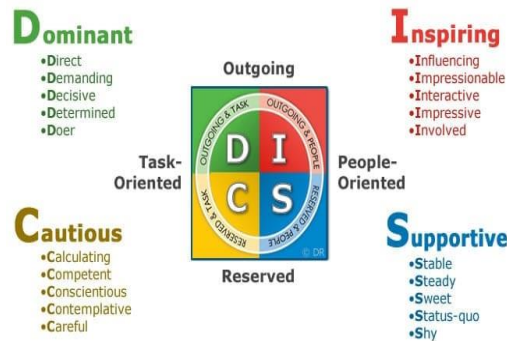 Dominant
•Direct
•Demanding
•Decisive
•Determined
•Doer
Inspiring
•Influencing
•Impressionable
•Interactive
•Impressive
•Involved
Outgoing
Task-
Oriented
People-
Oriented
Reserved
OUTGOING & TASK
OUTGOING & PEOPLE
RESERVED & TASK
RESERVED & PEOPLE
D I
C S
© DR
Cautious
•Calculating
•Competent
•Conscientious
•Contemplative
•Careful
Supportive
•Stable
•Steady
•Sweet
•Status-quo
•Shy